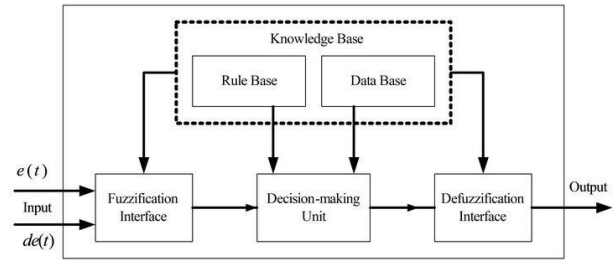 Knowledge Base
Rule Base
Data Base
e(t)
Input
de(t)
Fuzzification
Interface
Decision-making
Unit
Defuzzification
Interface
Output